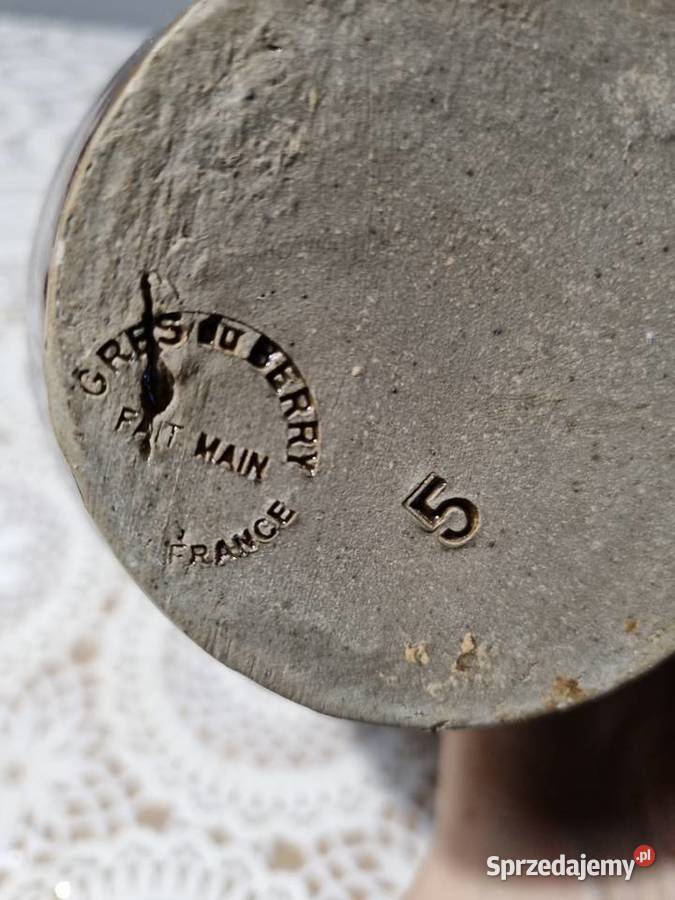 GRES DU BERRY
FAIT MAIN
FRANCE
5
Sprzedajemy.pl